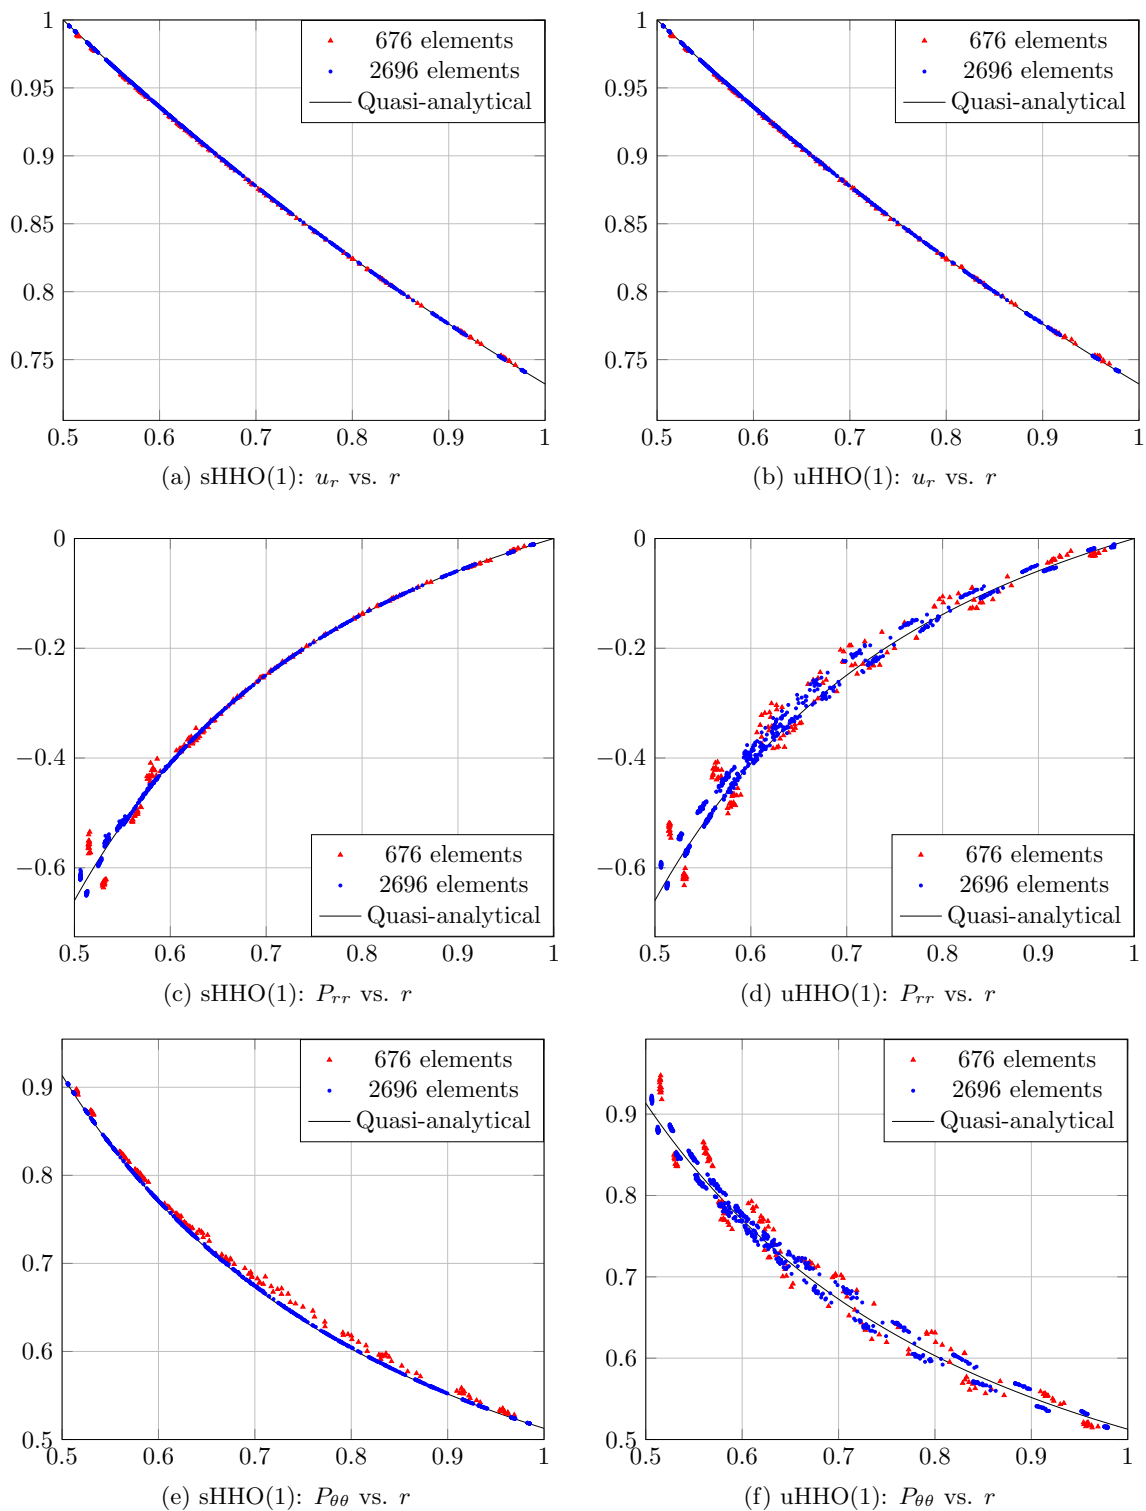 1
0.95
0.9
0.85
0.8
0.75
0.5
0.6
0.7
0.8
0.9
1
676 elements
2696 elements
Quasi-analytical
(a) sHHO(1): u_r vs. r
1
0.95
0.9
0.85
0.8
0.75
0.5
0.6
0.7
0.8
0.9
1
676 elements
2696 elements
Quasi-analytical
(b) uHHO(1): u_r vs. r
0
−0.2
−0.4
−0.6
0.5
0.6
0.7
0.8
0.9
1
676 elements
2696 elements
Quasi-analytical
(c) sHHO(1): P_{rr} vs. r
0
−0.2
−0.4
−0.6
0.5
0.6
0.7
0.8
0.9
1
676 elements
2696 elements
Quasi-analytical
(d) uHHO(1): P_{rr} vs. r
0.9
0.8
0.7
0.6
0.5
0.5
0.6
0.7
0.8
0.9
1
676 elements
2696 elements
Quasi-analytical
(e) sHHO(1): P_{θθ} vs. r
0.9
0.8
0.7
0.6
0.5
0.5
0.6
0.7
0.8
0.9
1
676 elements
2696 elements
Quasi-analytical
(f) uHHO(1): P_{θθ} vs. r